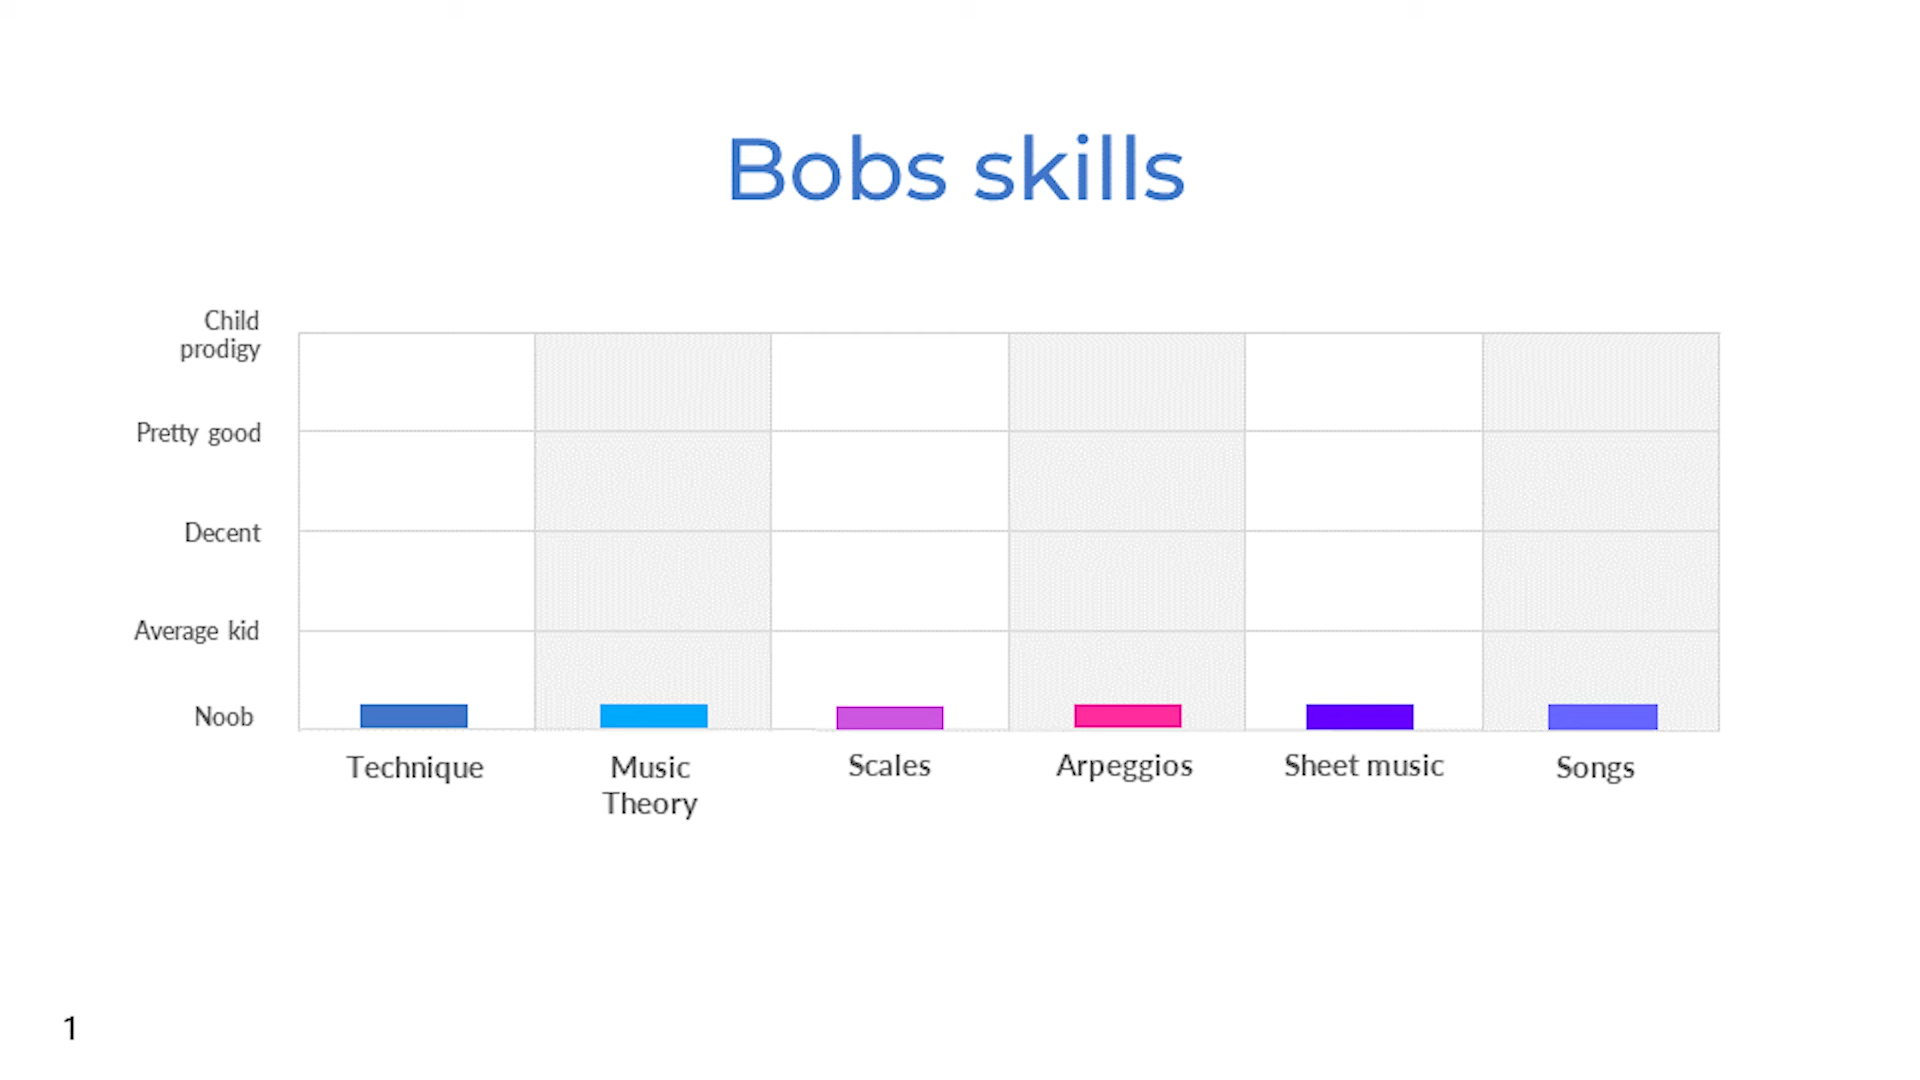 Bobs skills
Child
prodigy
Pretty good
Decent
Average kid
Noob
Technique
Music
Theory
Scales
Arpeggios
Sheet music
Songs
1